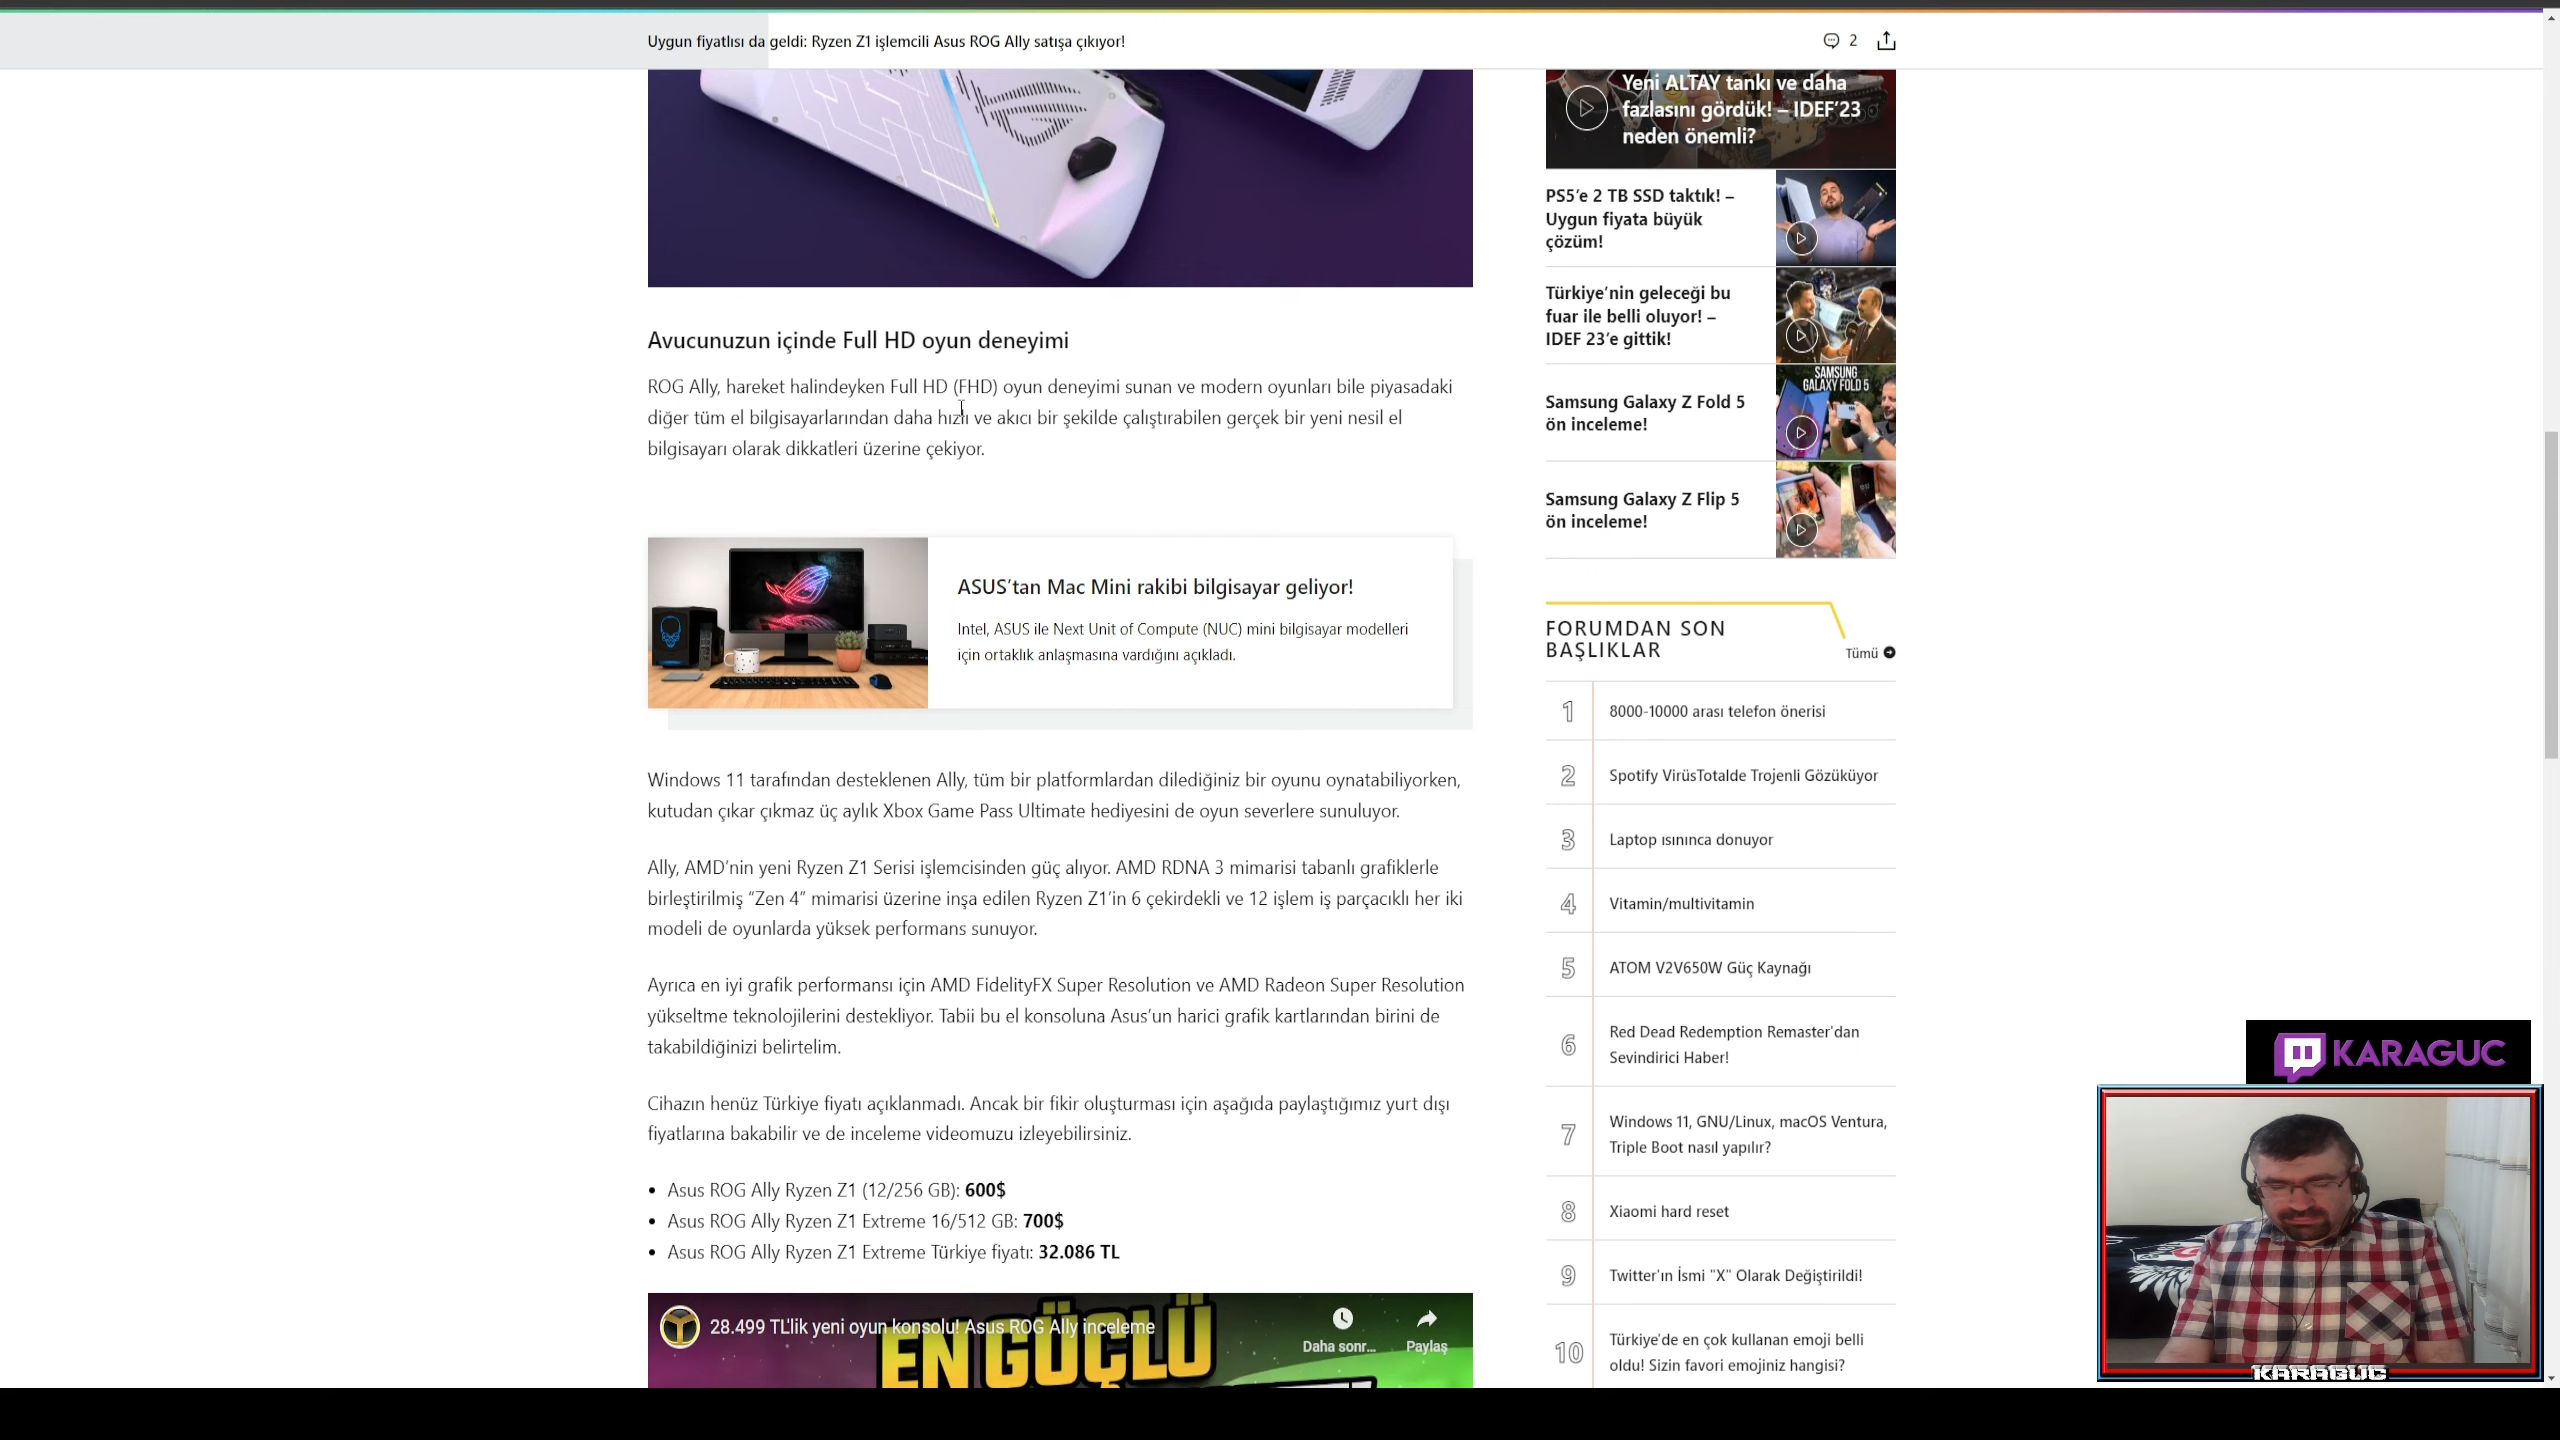 Uygun fiyatlısı da geldi: Ryzen Z1 işlemcili Asus ROG Ally satışa çıkıyor!
2
Avucunuzun içinde Full HD oyun deneyimi
ROG Ally, hareket halindeyken Full HD (FHD) oyun deneyimi sunan ve modern oyunları bile piyasadaki
diğer tüm el bilgisayarlarından daha hızlı ve akıcı bir şekilde çalıştırabilen gerçek bir yeni nesil el
bilgisayarı olarak dikkatleri üzerine çekiyor.
ASUS’tan Mac Mini rakibi bilgisayar geliyor!
Intel, ASUS ile Next Unit of Compute (NUC) mini bilgisayar modelleri
için ortaklık anlaşmasına vardığını açıkladı.
Windows 11 tarafından desteklenen Ally, tüm bir platformlardan dilediğiniz bir oyunu oynatabiliyorken,
kutudan çıkar çıkmaz üç aylık Xbox Game Pass Ultimate hediyesini de oyun severlere sunuluyor.
Ally, AMD’nin yeni Ryzen Z1 Serisi işlemcisinden güç alıyor. AMD RDNA 3 mimarisi tabanlı grafiklerle
birleştirilmiş “Zen 4” mimarisi üzerine inşa edilen Ryzen Z1’in 6 çekirdekli ve 12 işlem iş parçacıklı her iki
modeli de oyunlarda yüksek performans sunuyor.
Ayrıca en iyi grafik performansı için AMD FidelityFX Super Resolution ve AMD Radeon Super Resolution
yükseltme teknolojilerini destekliyor. Tabii bu el konsoluna Asus’un harici grafik kartlarından birini de
takabildiğinizi belirtelim.
Cihazın henüz Türkiye fiyatı açıklanmadı. Ancak bir fikir oluşturması için aşağıda paylaştığımız yurt dışı
fiyatlarına bakabilir ve de inceleme videomuzu izleyebilirsiniz.
• Asus ROG Ally Ryzen Z1 (12/256 GB): 600$
• Asus ROG Ally Ryzen Z1 Extreme 16/512 GB: 700$
• Asus ROG Ally Ryzen Z1 Extreme Türkiye fiyatı: 32.086 TL
28.499 TL'lik yeni oyun konsolu! Asus ROG Ally inceleme
Daha sonr...
Paylaş
EN GÜÇLÜ
Yeni ALTAY tankı ve daha
fazlasını gördük! – IDEF’23
neden önemli?
PS5’e 2 TB SSD taktık! –
Uygun fiyata büyük
çözüm!
Türkiye’nin geleceği bu
fuar ile belli oluyor! –
IDEF 23’e gittik!
Samsung Galaxy Z Fold 5
ön inceleme!
SAMSUNG
GALAXY FOLD 5
Samsung Galaxy Z Flip 5
ön inceleme!
FORUMDAN SON
BAŞLIKLAR
Tümü
1 8000-10000 arası telefon önerisi
2 Spotify VirüsTotalde Trojenli Gözüküyor
3 Laptop ısınınca donuyor
4 Vitamin/multivitamin
5 ATOM V2V650W Güç Kaynağı
6 Red Dead Redemption Remaster'dan
Sevindirici Haber!
7 Windows 11, GNU/Linux, macOS Ventura,
Triple Boot nasıl yapılır?
8 Xiaomi hard reset
9 Twitter'ın İsmi "X" Olarak Değiştirildi!
10 Türkiye'de en çok kullanan emoji belli
oldu! Sizin favori emojiniz hangisi?
KARAGUC
KARAGUC